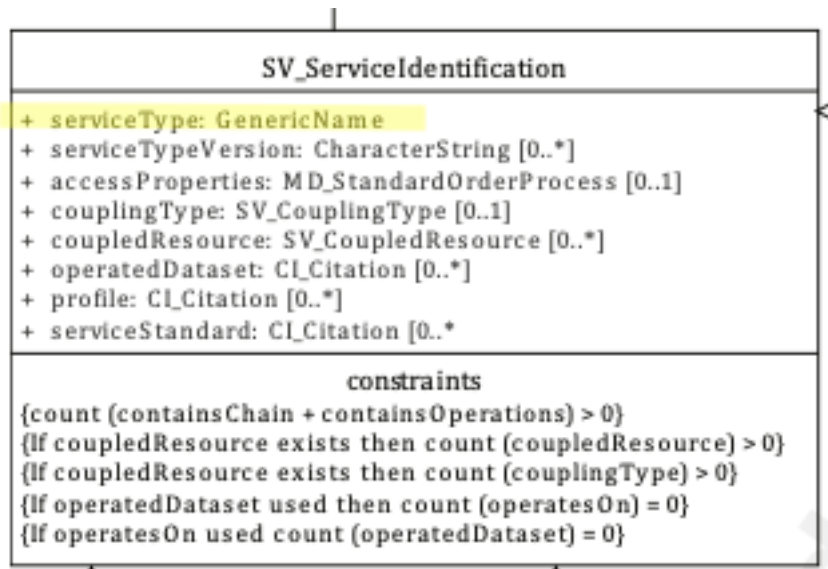 SV_ServiceIdentification
+ serviceType: GenericName
+ serviceTypeVersion: CharacterString [0..*]
+ accessProperties: MD_StandardOrderProcess [0..1]
+ couplingType: SV_CouplingType [0..1]
+ coupledResource: SV_CoupledResource [0..*]
+ operatedDataset: CI_Citation [0..*]
+ profile: CI_Citation [0..*]
+ serviceStandard: CI_Citation [0..*
constraints
{count (containsChain + containsOperations) > 0}
{If coupledResource exists then count (coupledResource) > 0}
{If coupledResource exists then count (couplingType) > 0}
{If operatedDataset used then count (operatesOn) = 0}
{If operatesOn used count (operatedDataset) = 0}